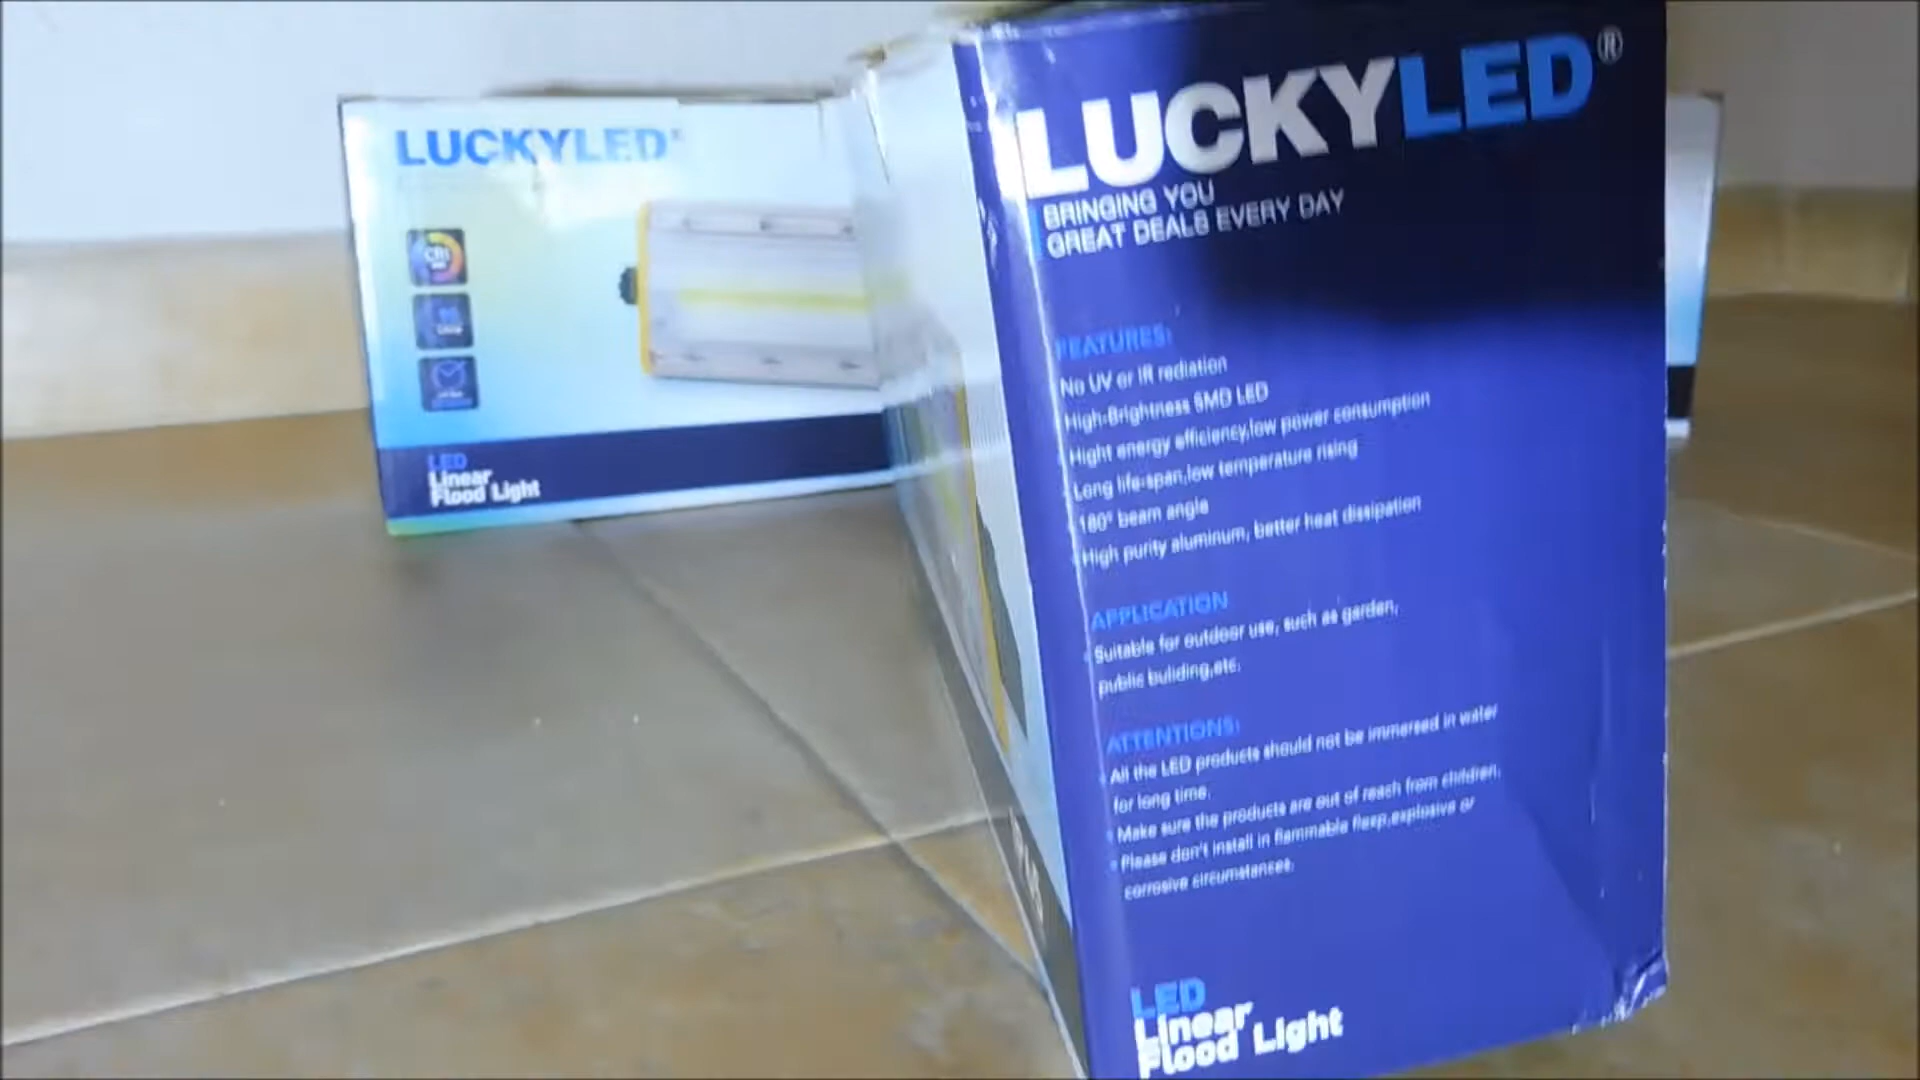 LUCKYLED®
LED
Linear
Flood Light
LUCKYLED®
BRINGING YOU
GREAT DEALS EVERY DAY
FEATURES:
No UV or IR radiation
High-Brightness SMD LED
Hight energy efficiency,low power consumption
Long life-span,low temperature rising
180° beam angle
High purity aluminum, better heat dissipation
APPLICATION
Suitable for outdoor use, such as garden,
public buliding,etc.
ATTENTIONS:
All the LED products should not be immersed in water
for long time.
Make sure the products are out of reach from children.
Please don't install in flammable explosive or
corrosive circumstances.
LED
Linear
Flood Light